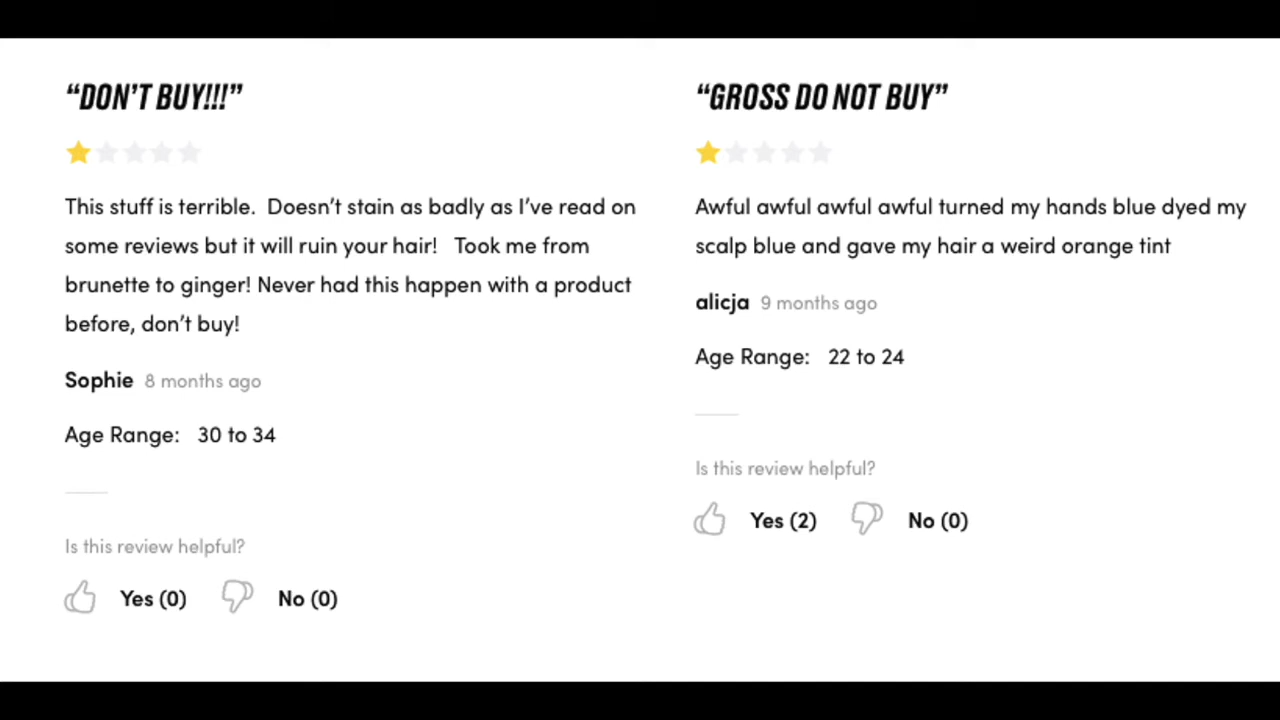 “DON’T BUY!!!”
This stuff is terrible.  Doesn’t stain as badly as I’ve read on
some reviews but it will ruin your hair!   Took me from
brunette to ginger! Never had this happen with a product
before, don’t buy!
Sophie 8 months ago
Age Range: 30 to 34
Is this review helpful?
Yes (0) No (0)
“GROSS DO NOT BUY”
Awful awful awful awful turned my hands blue dyed my
scalp blue and gave my hair a weird orange tint
alicja 9 months ago
Age Range: 22 to 24
Is this review helpful?
Yes (2) No (0)